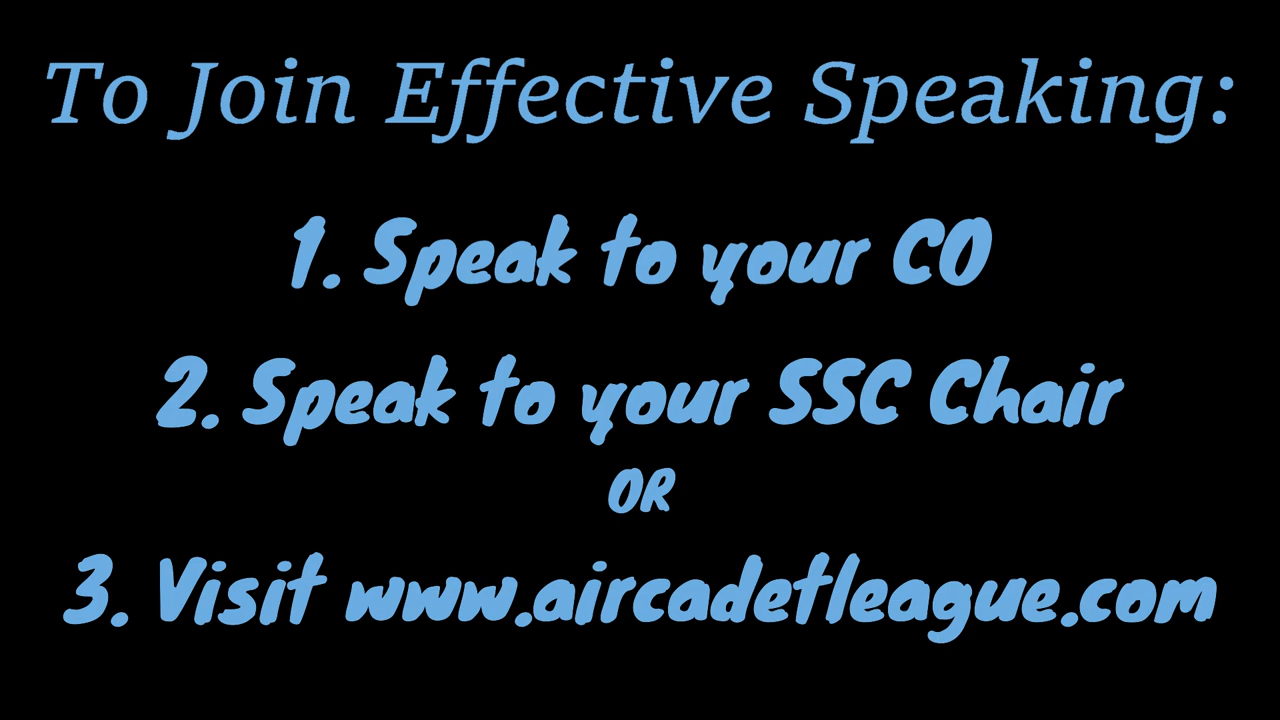 To Join Effective Speaking:
1. Speak to your CO
2. Speak to your SSC Chair
OR
3. Visit www.aircadetleague.com